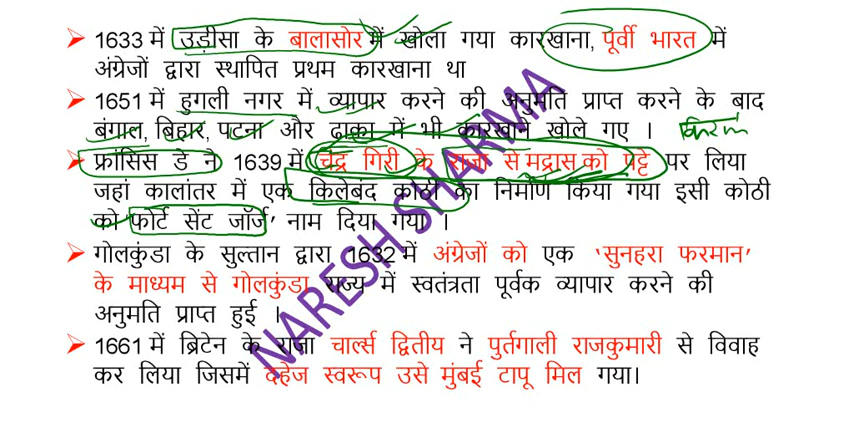 ➤ 1633 में उड़ीसा के बालासोर में खोला गया कारखाना, पूर्वी भारत में
अंग्रेजों द्वारा स्थापित प्रथम कारखाना था
➤ 1651 में हुगली नगर में व्यापार करने की अनुमति प्राप्त करने के बाद
बंगाल, बिहार, पटना और ढाका में भी कारखाने खोले गए ।
➤ फ्रांसिस डे ने 1639 में चंद्र गिरी के राजा से मद्रास को पट्टे पर लिया
जहां कालांतर में एक किलेबंद कोठी का निर्माण किया गया इसी कोठी
को फोर्ट सेंट जॉर्ज’ नाम दिया गया ।
➤ गोलकुंडा के सुल्तान द्वारा 1632 में अंग्रेजों को एक ‘सुनहरा फरमान’
के माध्यम से गोलकुंडा राज्य में स्वतंत्रता पूर्वक व्यापार करने की
अनुमति प्राप्त हुई ।
➤ 1661 में ब्रिटेन के राजा चार्ल्स द्वितीय ने पुर्तगाली राजकुमारी से विवाह
कर लिया जिसमें दहेज स्वरूप उसे मुंबई टापू मिल गया।
NARESH SHARMA